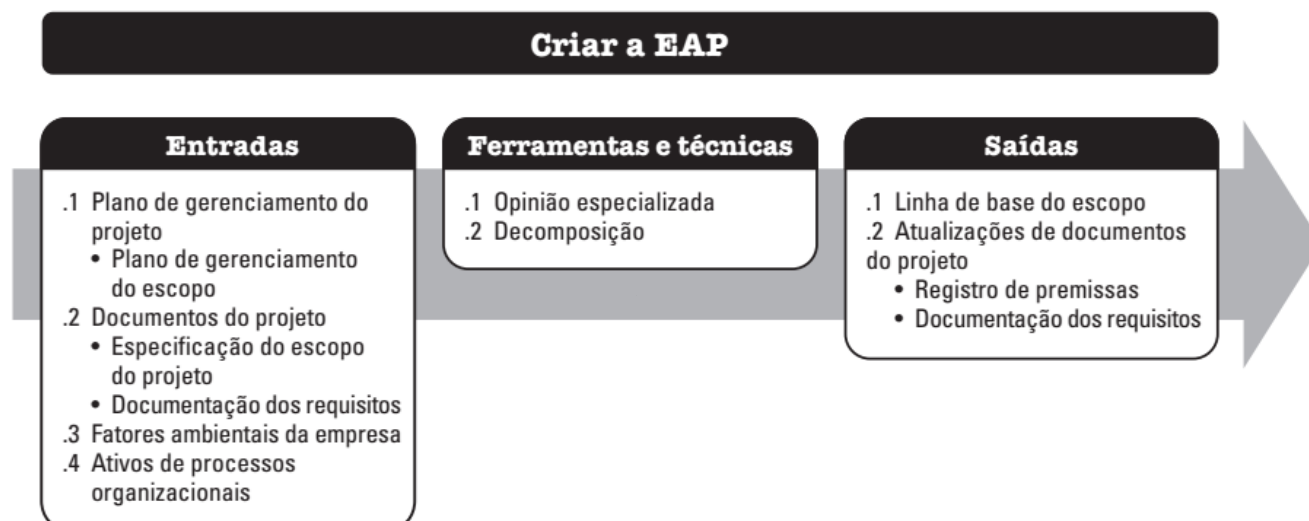 Criar a EAP
Entradas
.1 Plano de gerenciamento do
projeto
• Plano de gerenciamento
do escopo
.2 Documentos do projeto
• Especificação do escopo
do projeto
• Documentação dos requisitos
.3 Fatores ambientais da empresa
.4 Ativos de processos
organizacionais
Ferramentas e técnicas
.1 Opinião especializada
.2 Decomposição
Saídas
.1 Linha de base do escopo
.2 Atualizações de documentos
do projeto
• Registro de premissas
• Documentação dos requisitos